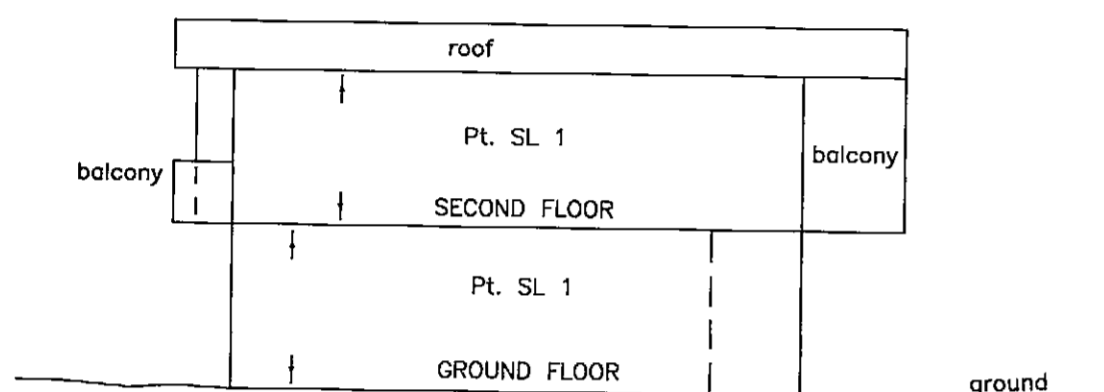 roof
Pt. SL 1
balcony
balcony
SECOND FLOOR
Pt. SL 1
GROUND FLOOR
ground